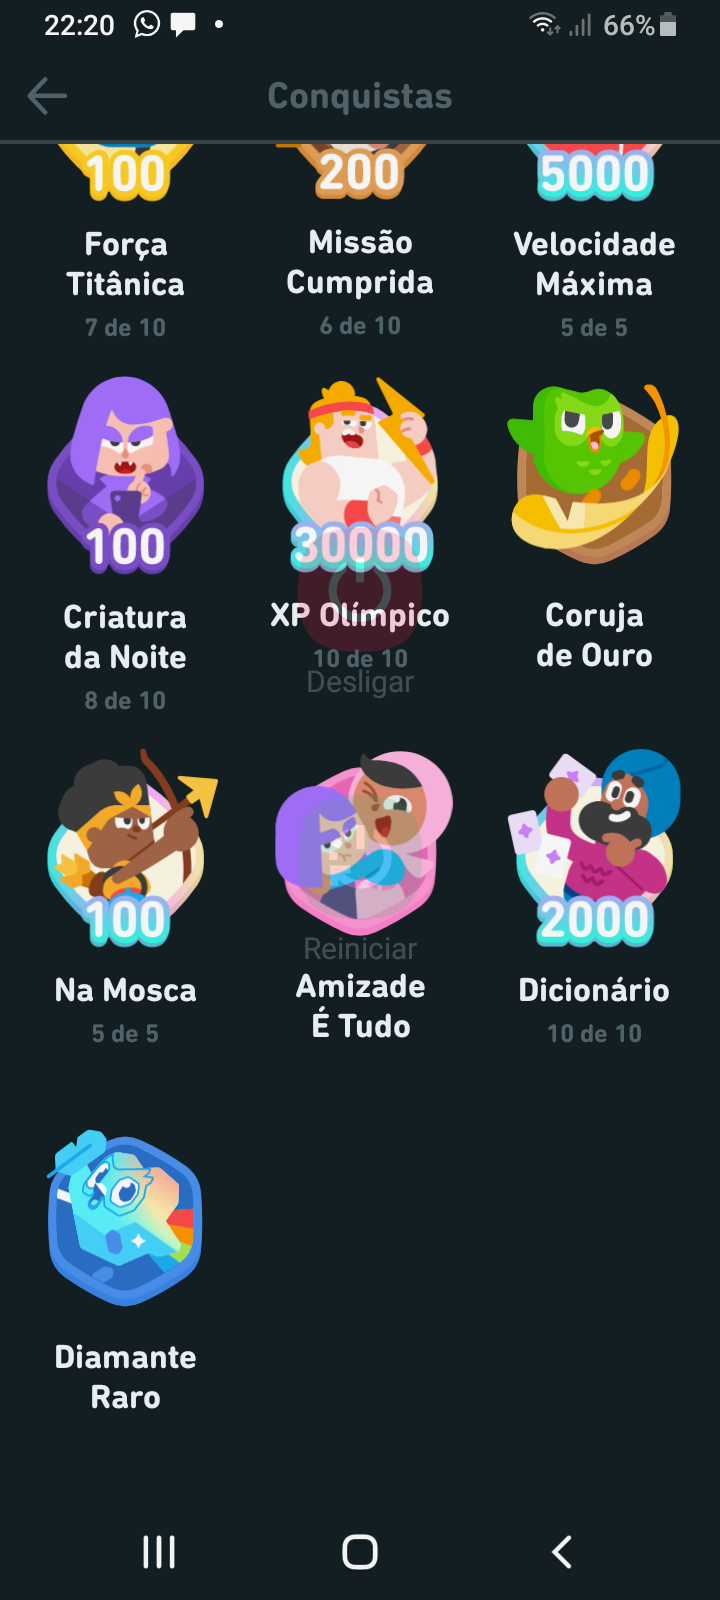 22:20
66%
Conquistas
100
200
5000
Força
Titânica
7 de 10
Missão
Cumprida
6 de 10
Velocidade
Máxima
5 de 5
100
30000
Criatura
da Noite
8 de 10
XP Olímpico
10 de 10
Desligar
Coruja
de Ouro
100
2000
Na Mosca
5 de 5
Reiniciar
Amizade
É Tudo
Dicionário
10 de 10
Diamante
Raro